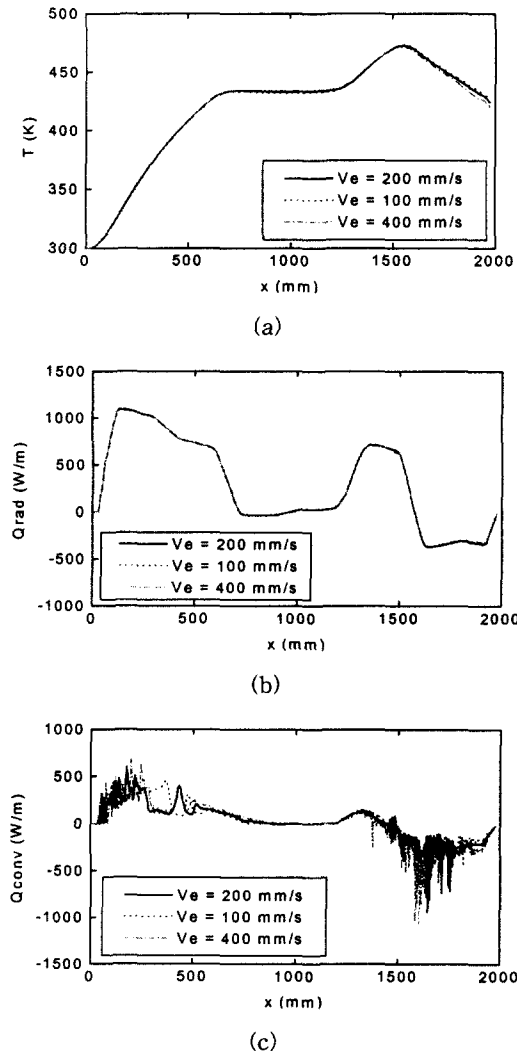 500
450
400
350
300
T (K)
Ve = 200 mm/s
Ve = 100 mm/s
Ve = 400 mm/s
0 500 1000 1500 2000
x (mm)
(a)
1500
1000
500
0
-500
-1000
Qrad (W/m)
Ve = 200 mm/s
Ve = 100 mm/s
Ve = 400 mm/s
0 500 1000 1500 2000
x (mm)
(b)
1000
500
0
-500
-1000
-1500
Qconv (W/m)
Ve = 200 mm/s
Ve = 100 mm/s
Ve = 400 mm/s
0 500 1000 1500 2000
x (mm)
(c)